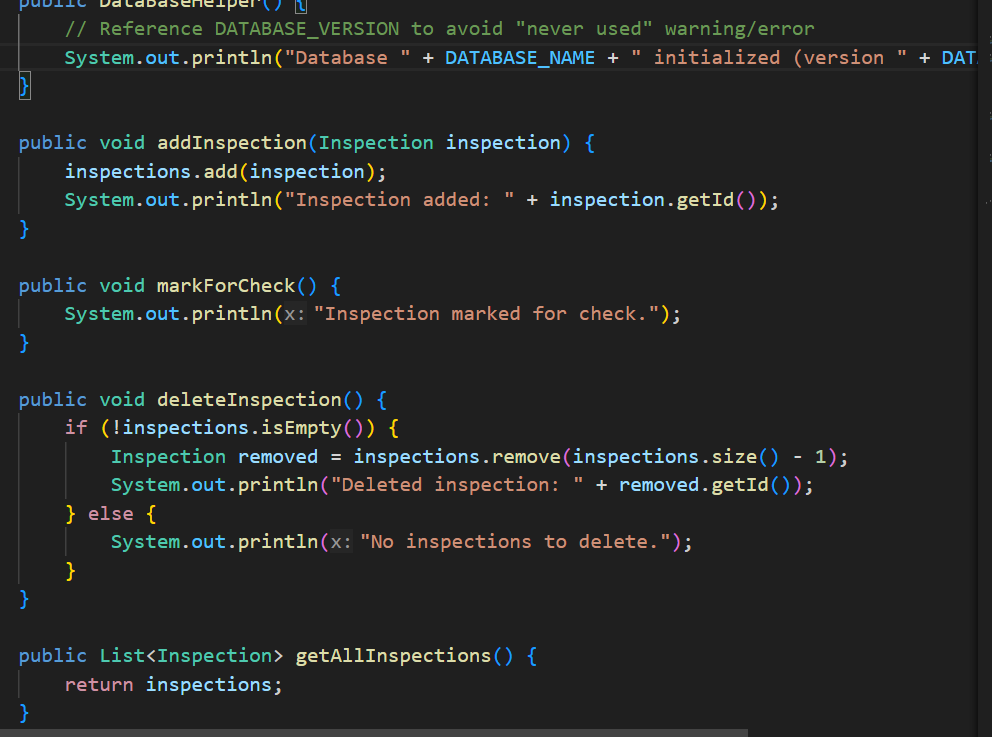 public DataBaseHelper() {
// Reference DATABASE_VERSION to avoid "never used" warning/error
System.out.println("Database " + DATABASE_NAME + " initialized (version " + DAT
}
public void addInspection(Inspection inspection) {
inspections.add(inspection);
System.out.println("Inspection added: " + inspection.getId());
}
public void markForCheck() {
System.out.println(x: "Inspection marked for check.");
}
public void deleteInspection() {
if (!inspections.isEmpty()) {
Inspection removed = inspections.remove(inspections.size() - 1);
System.out.println("Deleted inspection: " + removed.getId());
} else {
System.out.println(x: "No inspections to delete.");
}
}
public List<Inspection> getAllInspections() {
return inspections;
}